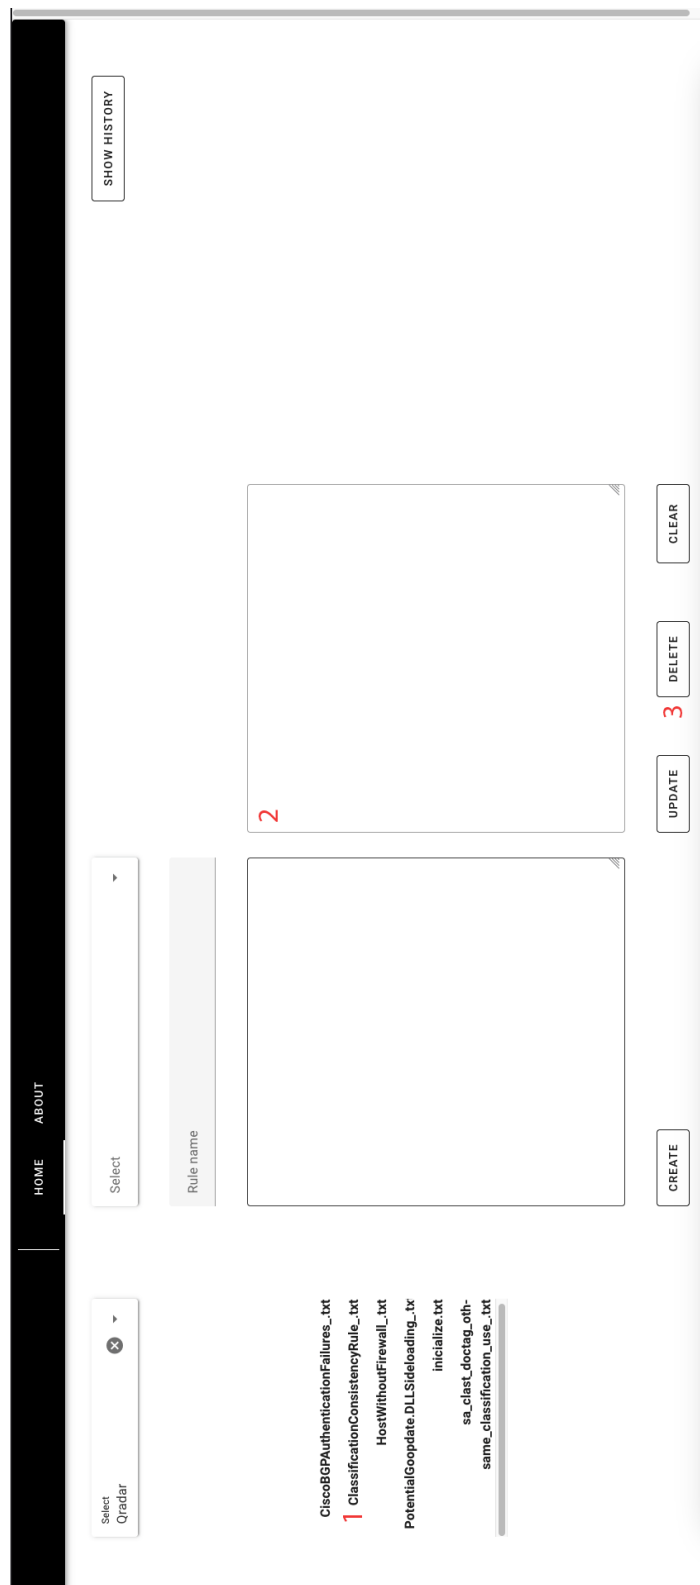 HOME
ABOUT
Select
Qradar
Select
SHOW HISTORY
Rule name
CiscoBGPAuthenticationFailures_.txt
1
ClassificationConsistencyRule_.txt
HostWithoutFirewall_.txt
PotentialGoopdate.DLLSideloading_.tx
inicialize.txt
sa_clast_doctag_oth-
same_classification_use_.txt
2
CREATE
UPDATE
3
DELETE
CLEAR